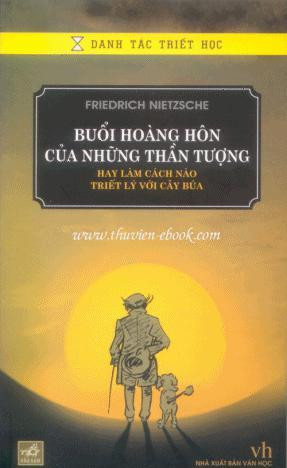 DANH TÁC TRIẾT HỌC
FRIEDRICH NIETZSCHE
BUỔI HOÀNG HÔN
CỦA NHỮNG THẦN TƯỢNG
HAY LÀM CÁCH NÀO
TRIẾT LÝ VỚI CÂY BÚA
www.thuvien-ebook.com
vh
NHÀ XUẤT BẢN VĂN HỌC